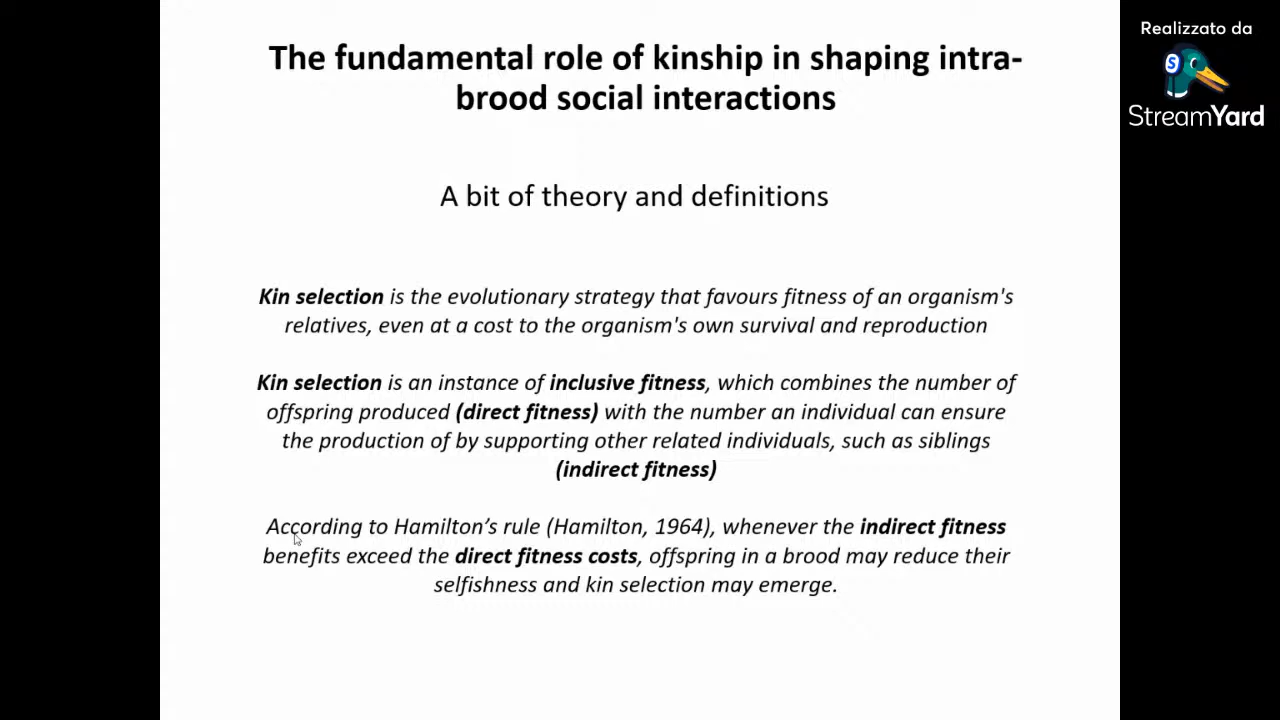 The fundamental role of kinship in shaping intra-
brood social interactions
A bit of theory and definitions
Kin selection is the evolutionary strategy that favours fitness of an organism's
relatives, even at a cost to the organism's own survival and reproduction
Kin selection is an instance of inclusive fitness, which combines the number of
offspring produced (direct fitness) with the number an individual can ensure
the production of by supporting other related individuals, such as siblings
(indirect fitness)
According to Hamilton’s rule (Hamilton, 1964), whenever the indirect fitness
benefits exceed the direct fitness costs, offspring in a brood may reduce their
selfishness and kin selection may emerge.
Realizzato da
S
StreamYard